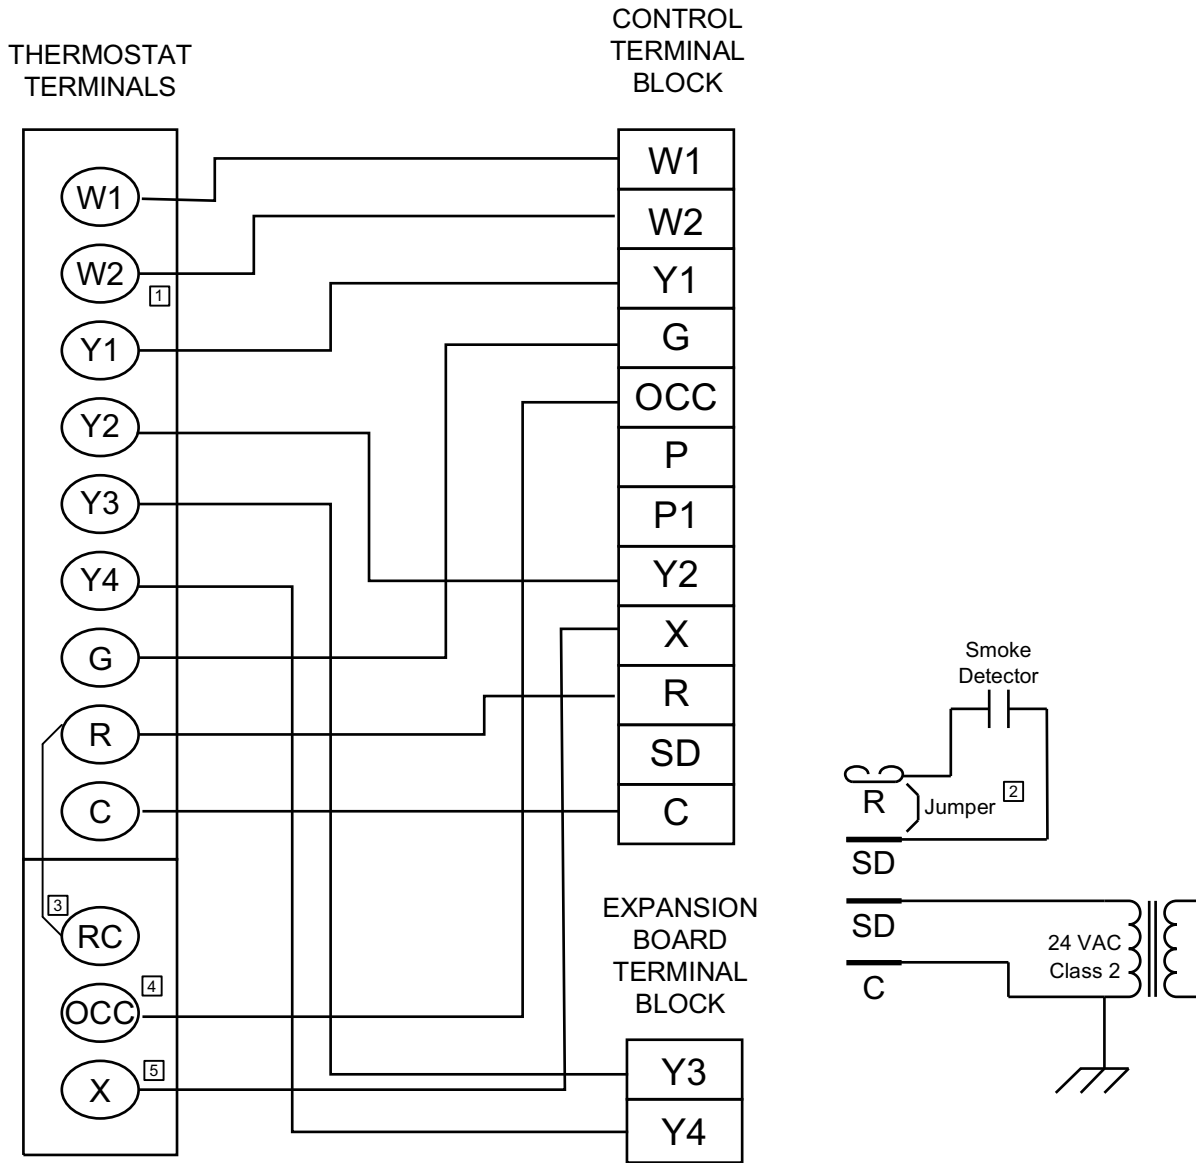 THERMOSTAT
TERMINALS
W1
W2
1
Y1
Y2
Y3
Y4
G
R
C
3
RC
4
OCC
5
X
CONTROL
TERMINAL
BLOCK
W1
W2
Y1
G
OCC
P
P1
Y2
X
R
SD
C
EXPANSION
BOARD
TERMINAL
BLOCK
Y3
Y4
Smoke
Detector
R
Jumper 2
SD
SD
C
24 VAC
Class 2